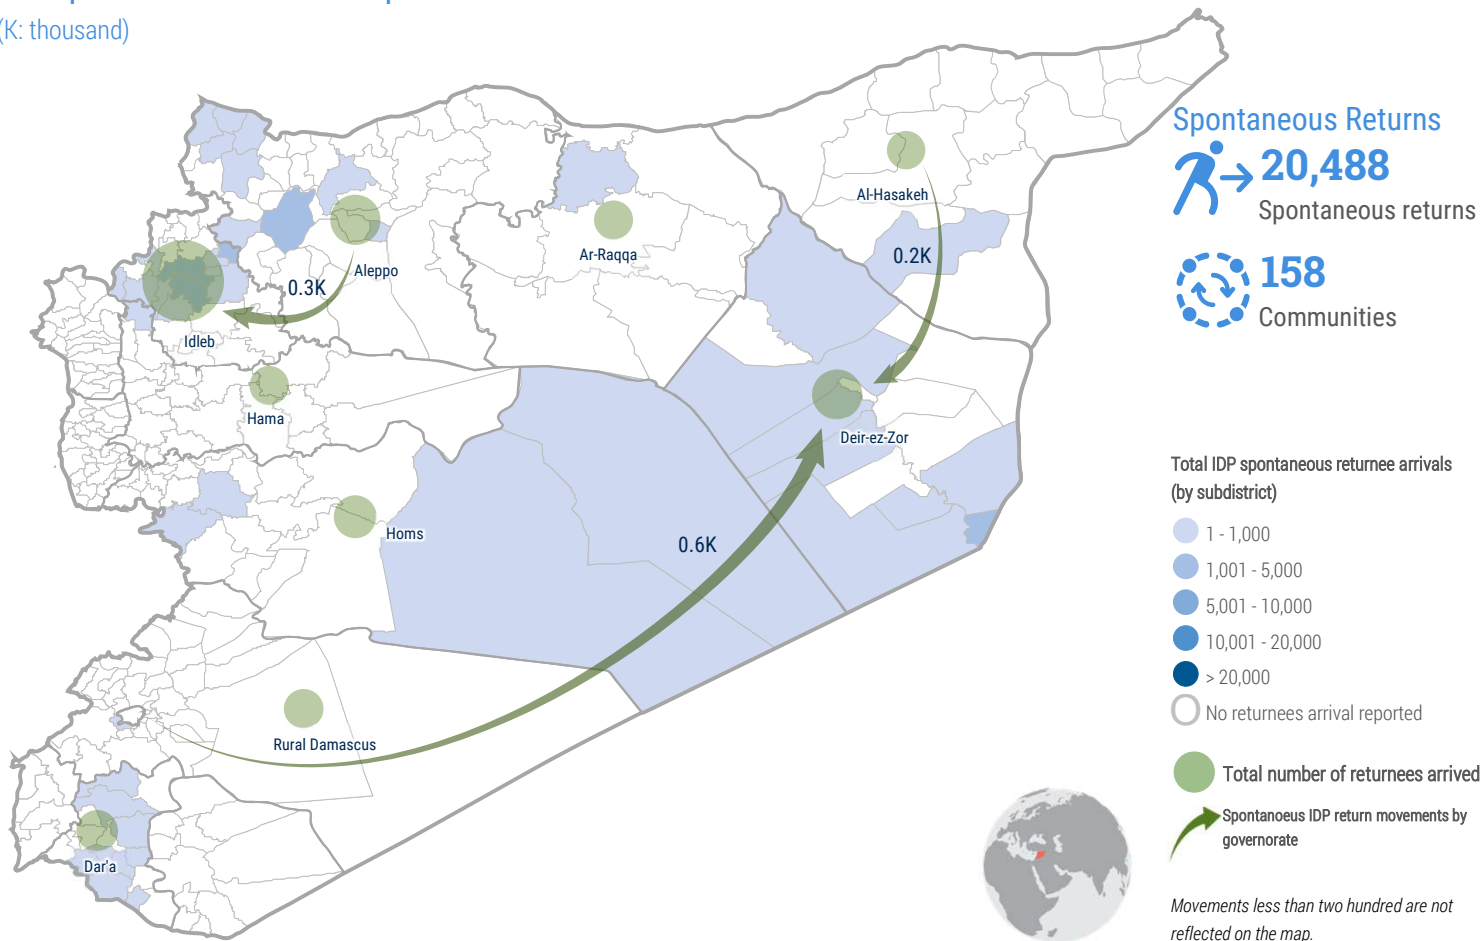 (K: thousand)
Spontaneous Returns
20,488
Spontaneous returns
158
Communities
Al-Hasakeh
0.2K
Ar-Raqqa
Aleppo
0.3K
Idleb
Hama
Deir-ez-Zor
Homs
0.6K
Rural Damascus
Dar'a
Total IDP spontaneous returnee arrivals
(by subdistrict)
1 - 1,000
1,001 - 5,000
5,001 - 10,000
10,001 - 20,000
> 20,000
No returnees arrival reported
Total number of returnees arrived
Spontanoeus IDP return movements by
governorate
Movements less than two hundred are not
reflected on the map.